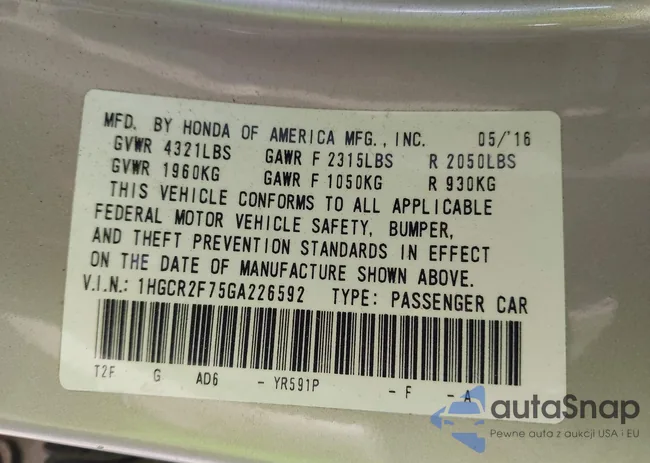 MFD. BY HONDA OF AMERICA MFG., INC. 05/'16
GVWR 4321LBS GAWR F 2315LBS R 2050LBS
GVWR 1960KG GAWR F 1050KG R 930KG
THIS VEHICLE CONFORMS TO ALL APPLICABLE
FEDERAL MOTOR VEHICLE SAFETY, BUMPER,
AND THEFT PREVENTION STANDARDS IN EFFECT
ON THE DATE OF MANUFACTURE SHOWN ABOVE.
V.I.N.: 1HGCR2F75GA226592 TYPE: PASSENGER CAR
T2F G AD6 - YR591P - F - A
autaSnap
Pewne auta z aukcji USA i EU